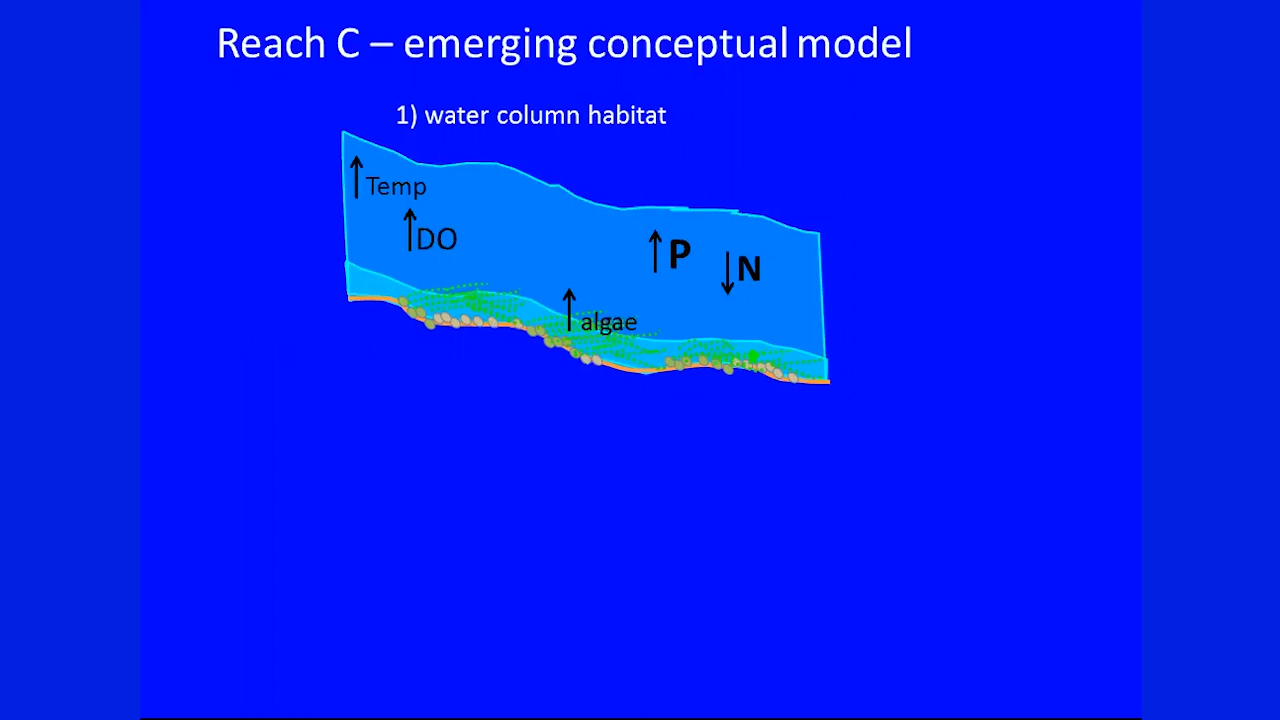 Reach C – emerging conceptual model
1) water column habitat
Temp
DO
P
N
algae